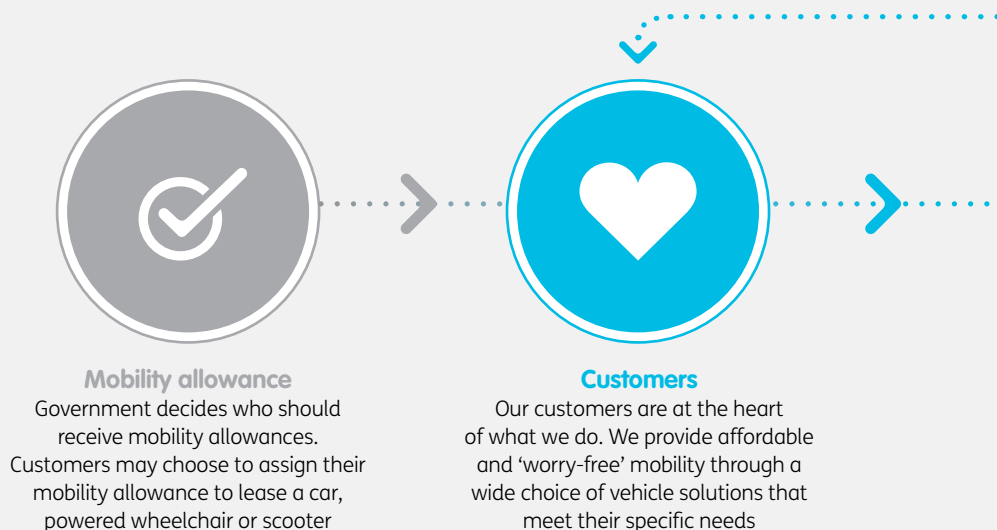 Mobility allowance
Government decides who should
receive mobility allowances.
Customers may choose to assign their
mobility allowance to lease a car,
powered wheelchair or scooter
Customers
Our customers are at the heart
of what we do. We provide affordable
and ‘worry-free’ mobility through a
wide choice of vehicle solutions that
meet their specific needs